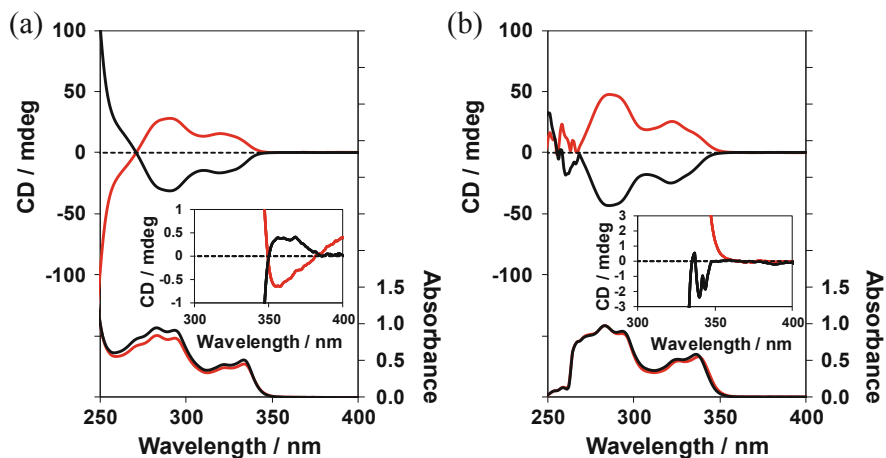 (a)
100
50
0
-50
-100
CD / mdeg
1
0.5
0
-0.5
-1
CD / mdeg
300 350 400
Wavelength / nm
1.5
1.0
0.5
0.0
Absorbance
250 300 350 400
Wavelength / nm
(b)
100
50
0
-50
-100
CD / mdeg
3
2
1
0
-1
-2
-3
CD / mdeg
300 350 400
Wavelength / nm
1.5
1.0
0.5
0.0
Absorbance
250 300 350 400
Wavelength / nm